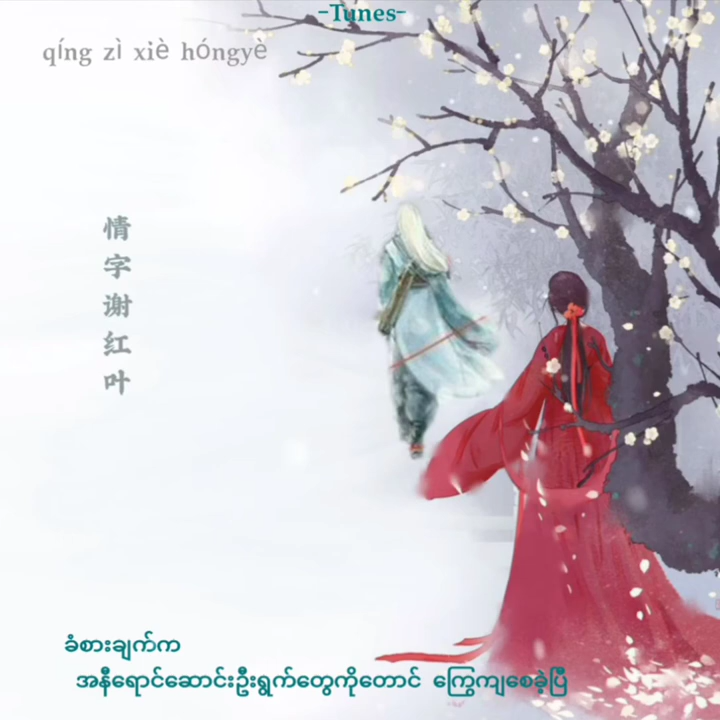 -Tunes-
qíng zì xiè hóngyè
情字谢红叶
ခံစားချက်က
အနီရောင်ဆောင်းဦးရွက်တွေကိုတောင် ကြွေကျစေခဲ့ပြီ